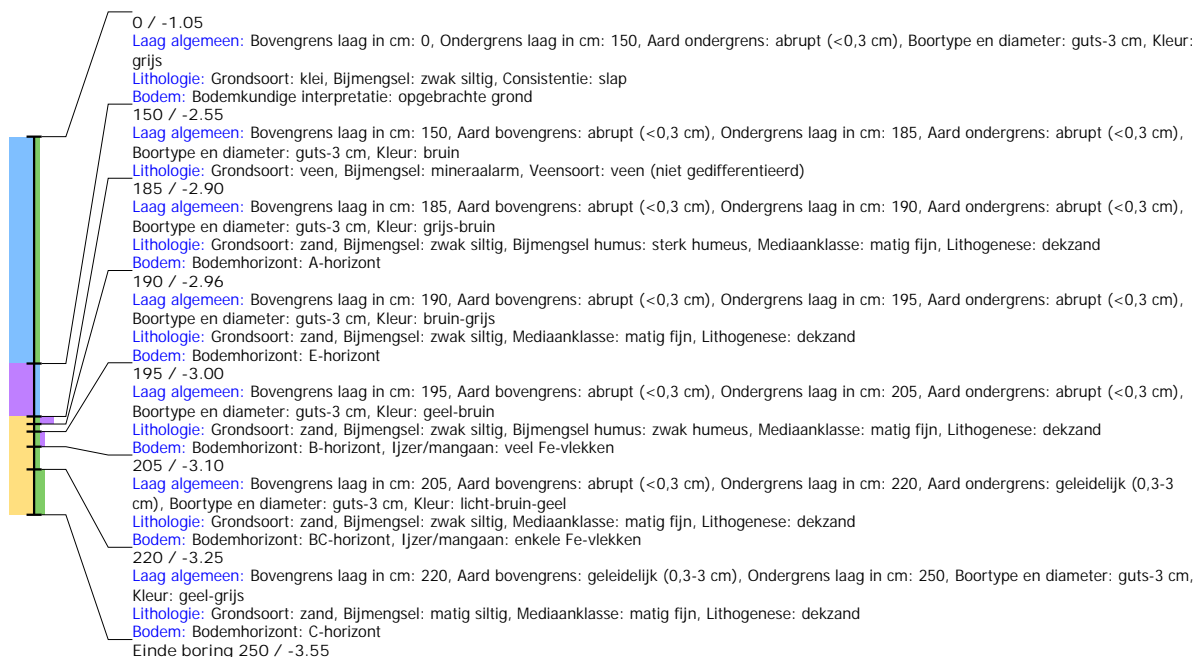 0 / -1.05
Laag algemeen: Bovengrens laag in cm: 0, Ondergrens laag in cm: 150, Aard ondergrens: abrupt (<0,3 cm), Boortype en diameter: guts-3 cm, Kleur:
grijs
Lithologie: Grondsoort: klei, Bijmengsel: zwak siltig, Consistentie: slap
Bodem: Bodemkundige interpretatie: opgebrachte grond
150 / -2.55
Laag algemeen: Bovengrens laag in cm: 150, Aard bovengrens: abrupt (<0,3 cm), Ondergrens laag in cm: 185, Aard ondergrens: abrupt (<0,3 cm),
Boortype en diameter: guts-3 cm, Kleur: bruin
Lithologie: Grondsoort: veen, Bijmengsel: mineraalarm, Veensoort: veen (niet gedifferentieerd)
185 / -2.90
Laag algemeen: Bovengrens laag in cm: 185, Aard bovengrens: abrupt (<0,3 cm), Ondergrens laag in cm: 190, Aard ondergrens: abrupt (<0,3 cm),
Boortype en diameter: guts-3 cm, Kleur: grijs-bruin
Lithologie: Grondsoort: zand, Bijmengsel: zwak siltig, Bijmengsel humus: sterk humeus, Mediaanklasse: matig fijn, Lithogenese: dekzand
Bodem: Bodemhorizont: A-horizont
190 / -2.96
Laag algemeen: Bovengrens laag in cm: 190, Aard bovengrens: abrupt (<0,3 cm), Ondergrens laag in cm: 195, Aard ondergrens: abrupt (<0,3 cm),
Boortype en diameter: guts-3 cm, Kleur: bruin-grijs
Lithologie: Grondsoort: zand, Bijmengsel: zwak siltig, Mediaanklasse: matig fijn, Lithogenese: dekzand
Bodem: Bodemhorizont: E-horizont
195 / -3.00
Laag algemeen: Bovengrens laag in cm: 195, Aard bovengrens: abrupt (<0,3 cm), Ondergrens laag in cm: 205, Aard ondergrens: abrupt (<0,3 cm),
Boortype en diameter: guts-3 cm, Kleur: geel-bruin
Lithologie: Grondsoort: zand, Bijmengsel: zwak siltig, Bijmengsel humus: zwak humeus, Mediaanklasse: matig fijn, Lithogenese: dekzand
Bodem: Bodemhorizont: B-horizont, Ijzer/mangaan: veel Fe-vlekken
205 / -3.10
Laag algemeen: Bovengrens laag in cm: 205, Aard bovengrens: abrupt (<0,3 cm), Ondergrens laag in cm: 220, Aard ondergrens: geleidelijk (0,3-3
cm), Boortype en diameter: guts-3 cm, Kleur: licht-bruin-geel
Lithologie: Grondsoort: zand, Bijmengsel: zwak siltig, Mediaanklasse: matig fijn, Lithogenese: dekzand
Bodem: Bodemhorizont: BC-horizont, Ijzer/mangaan: enkele Fe-vlekken
220 / -3.25
Laag algemeen: Bovengrens laag in cm: 220, Aard bovengrens: geleidelijk (0,3-3 cm), Ondergrens laag in cm: 250, Boortype en diameter: guts-3 cm,
Kleur: geel-grijs
Lithologie: Grondsoort: zand, Bijmengsel: matig siltig, Mediaanklasse: matig fijn, Lithogenese: dekzand
Bodem: Bodemhorizont: C-horizont
Einde boring 250 / -3.55